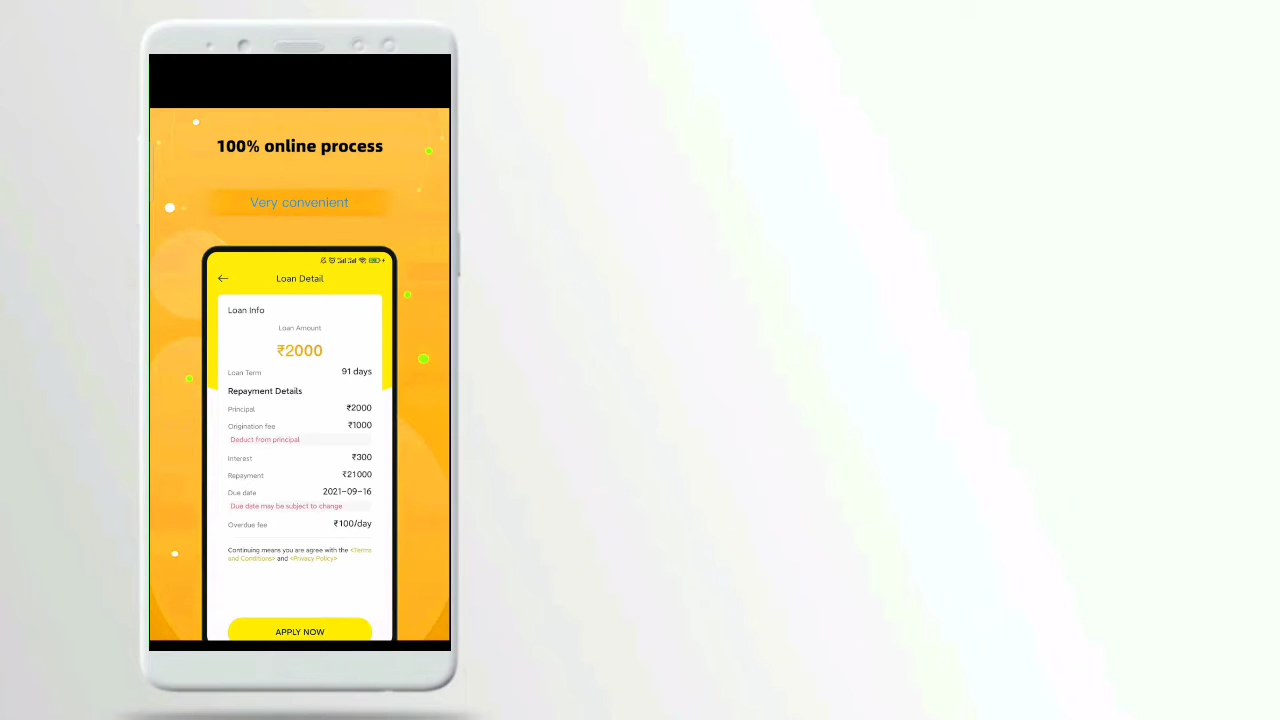 100% online process
Very convenient
Loan Detail
Loan Info
Loan Amount
₹2000
Loan Term 91 days
Repayment Details
Principal ₹2000
Origination fee ₹1000
Deduct from principal
Interest ₹300
Repayment ₹21000
Due date 2021-09-16
Due date may be subject to change
Overdue fee ₹100/day
Continuing means you are agree with the <Terms
and Conditions> and <Privacy Policy>
APPLY NOW